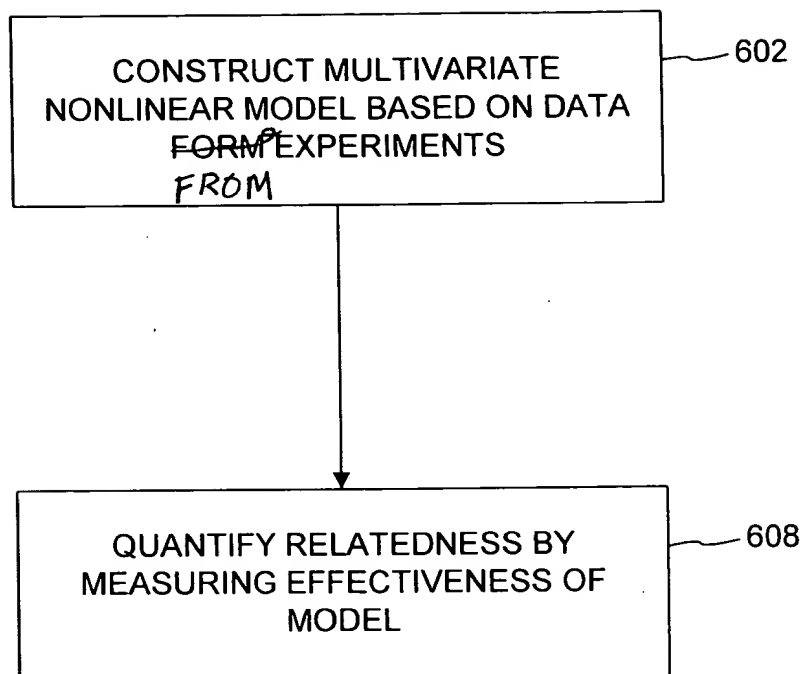 CONSTRUCT MULTIVARIATE
602
NONLINEAR MODEL BASED ON DATA
FORM EXPERIMENTS
FROM
QUANTIFY RELATEDNESS BY
608
MEASURING EFFECTIVENESS OF
MODEL